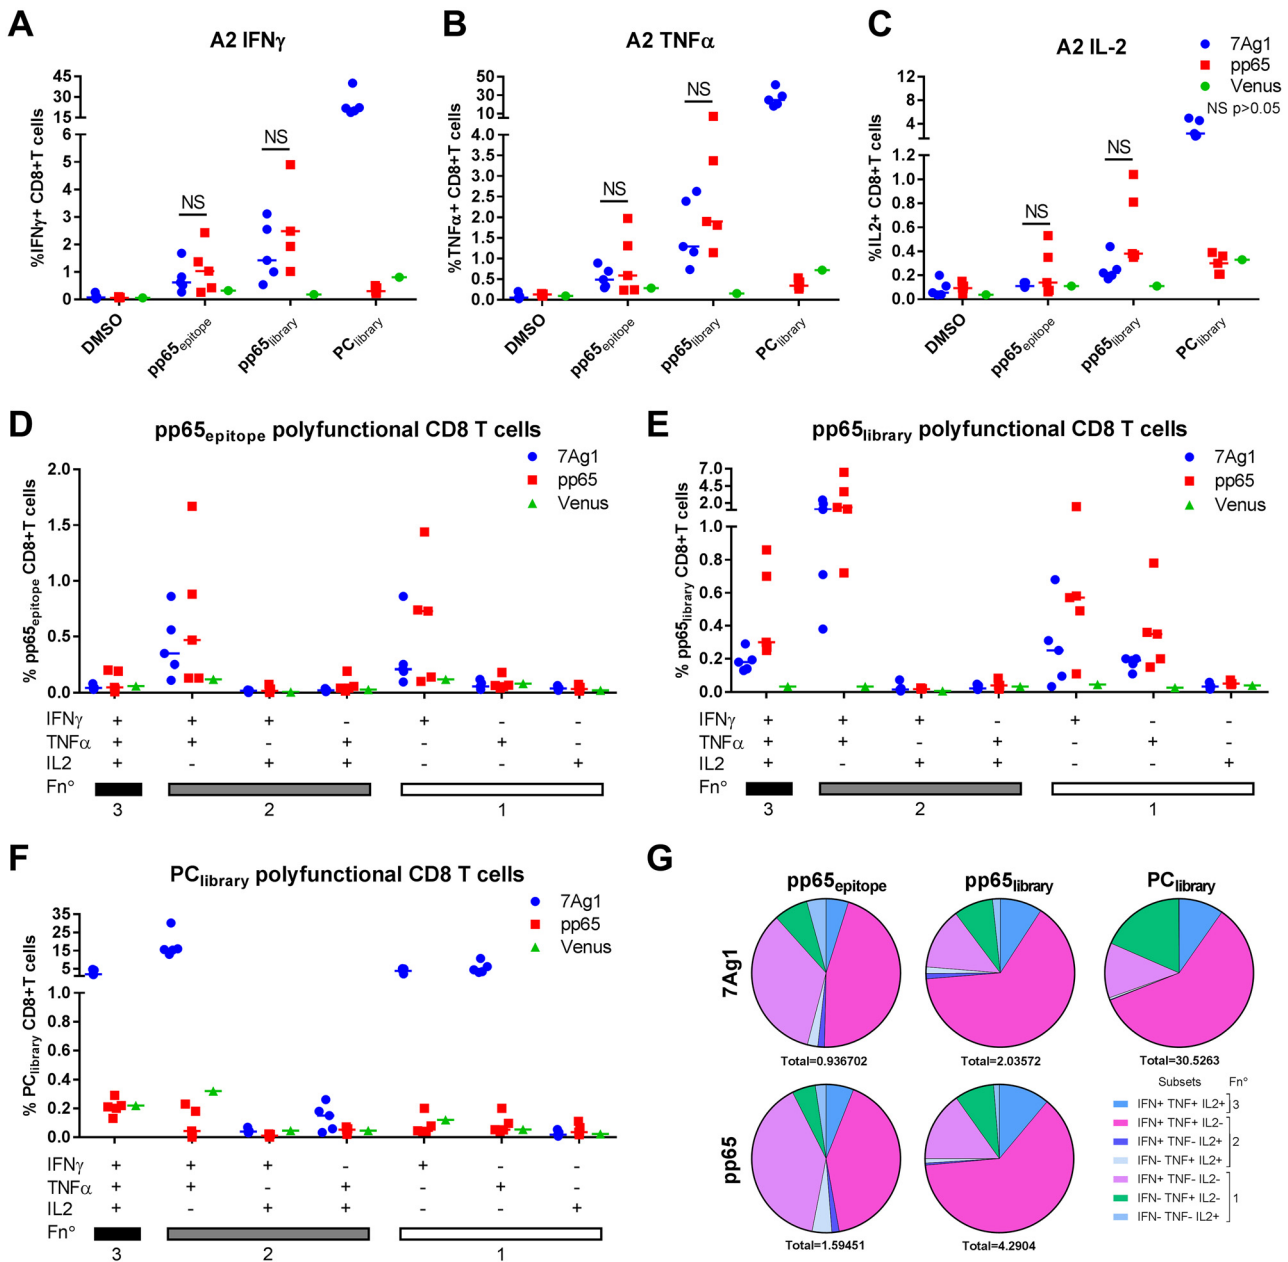 A
A2 IFNγ
%IFNγ+ CD8+T cells
45
30
15
6
5
4
3
2
1
0
NS
NS
DMSO
pp65epitope
pp65library
PClibrary
B
A2 TNFα
%TNFα+ CD8+T cells
50
30
10
4.0
3.5
3.0
2.5
2.0
1.5
1.0
0.5
0.0
NS
NS
DMSO
pp65epitope
pp65library
PClibrary
C
A2 IL-2
%IL2+ CD8+T cells
12
8
4
1.2
1.0
0.8
0.6
0.4
0.2
0.0
NS
NS
DMSO
pp65epitope
pp65library
PClibrary
7Ag1
pp65
Venus
NS p>0.05
D
pp65epitope polyfunctional CD8 T cells
% pp65epitope CD8+T cells
2.0
1.5
1.0
0.5
0.0
7Ag1
pp65
Venus
IFNγ + + + - + - -
TNFα + + - + - + -
IL2 + - + + - - +
Fn°
3 2 1
E
pp65library polyfunctional CD8 T cells
% pp65library CD8+T cells
7.0
4.5
2.0
1.0
0.8
0.6
0.4
0.2
0.0
7Ag1
pp65
Venus
IFNγ + + + - + - -
TNFα + + - + - + -
IL2 + - + + - - +
Fn°
3 2 1
F
PClibrary polyfunctional CD8 T cells
% PClibrary CD8+T cells
35
25
15
5
1.0
0.8
0.6
0.4
0.2
0.0
7Ag1
pp65
Venus
IFNγ + + + - + - -
TNFα + + - + - + -
IL2 + - + + - - +
Fn°
3 2 1
G
pp65epitope pp65library PClibrary
7Ag1
Total=0.936702 Total=2.03572 Total=30.5263
pp65
Total=1.59451 Total=4.2904
Subsets Fn°
IFN+ TNF+ IL2+ 3
IFN+ TNF+ IL2-
IFN+ TNF- IL2+ 2
IFN- TNF+ IL2+
IFN+ TNF- IL2-
IFN- TNF+ IL2- 1
IFN- TNF- IL2+